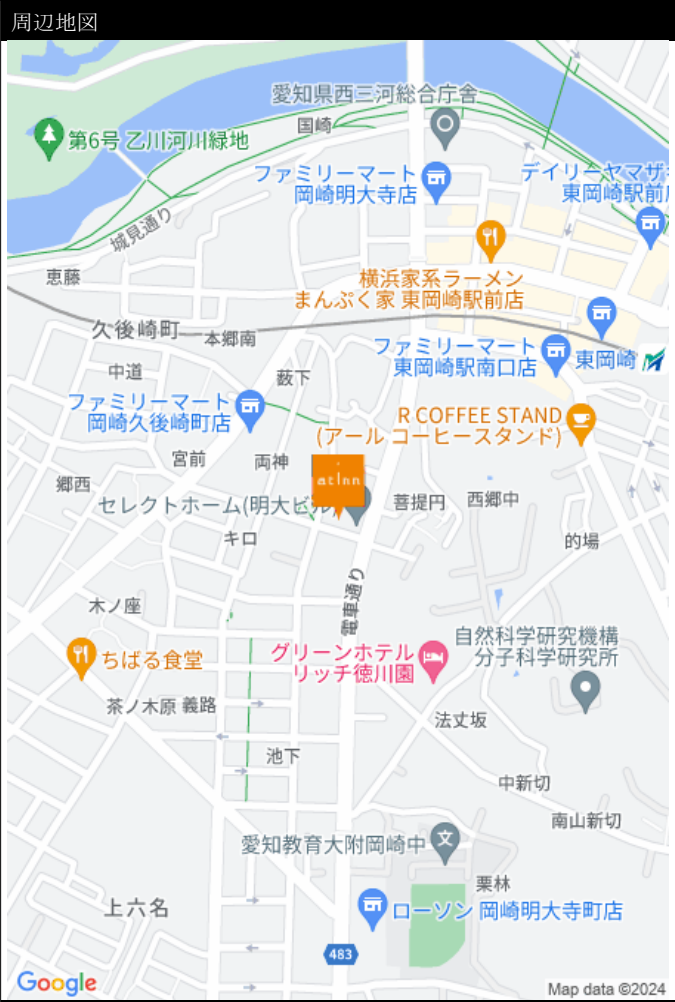 周辺地図
愛知県西三河総合庁舎
国崎
第6号 乙川河川緑地
ファミリーマート
岡崎明大寺店
デイリーヤマザキ
東岡崎駅前
城見通り
恵藤
横浜家系ラーメン
まんぷく家 東岡崎駅前店
久後崎町
本郷南
ファミリーマート
東岡崎駅南口店
東岡崎
中道
薮下
ファミリーマート
岡崎久後崎町店
R COFFEE STAND
(アール コーヒースタンド)
宮前
両神
郷西
atInn
セレクトホーム(明大ビル)
菩提円
西郷中
キロ
的場
電車通り
木ノ座
自然科学研究機構
分子科学研究所
グリーンホテル
リッチ徳川園
ちばる食堂
茶ノ木原
義路
法丈坂
池下
中新切
南山新切
愛知教育大附岡崎中
文
栗林
上六名
ローソン 岡崎明大寺町店
483
Google
Map data ©2024